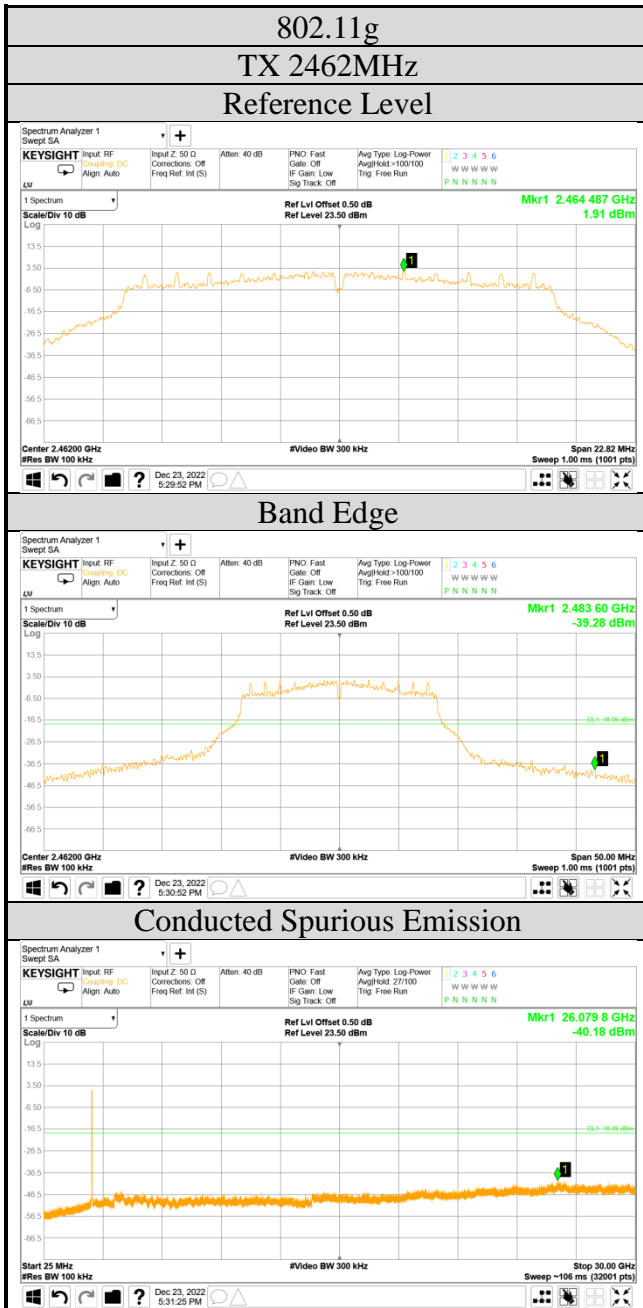 802.11g
TX 2462MHz
Reference Level
Spectrum Analyzer 1
Swept SA
+
KEYSIGHT Input: RF Input Z: 50 Ω Atten: 40 dB PNO: Fast Avg Type: Log-Power 1 2 3 4 5 6
Coupling: DC Corrections: Off Gate: Off Avg|Hold:>100/100 W W W W W
Align: Auto Freq Ref: Int (S) IF Gain: Low Trig: Free Run
Sig Track: Off P N N N N N
1 Spectrum Ref Lvl Offset 0.50 dB Mkr1 2.464 487 GHz
Scale/Div 10 dB Ref Level 23.50 dBm 1.91 dBm
Log
13.5
1
3.50
-6.50
-16.5
-26.5
-36.5
-46.5
-56.5
-66.5
Center 2.46200 GHz #Video BW 300 kHz Span 22.82 MHz
#Res BW 100 kHz Sweep 1.00 ms (1001 pts)
? Dec 23, 2022
5:29:52 PM
Band Edge
Spectrum Analyzer 1
Swept SA
+
KEYSIGHT Input: RF Input Z: 50 Ω Atten: 40 dB PNO: Fast Avg Type: Log-Power 1 2 3 4 5 6
Coupling: DC Corrections: Off Gate: Off Avg|Hold:>100/100 W W W W W
Align: Auto Freq Ref: Int (S) IF Gain: Low Trig: Free Run
Sig Track: Off P N N N N N
1 Spectrum Ref Lvl Offset 0.50 dB Mkr1 2.483 60 GHz
Scale/Div 10 dB Ref Level 23.50 dBm -39.28 dBm
Log
13.5
3.50
-6.50
-16.5
-26.5
-36.5 1
-46.5
-56.5
-66.5
Center 2.46200 GHz #Video BW 300 kHz Span 50.00 MHz
#Res BW 100 kHz Sweep 1.00 ms (1001 pts)
? Dec 23, 2022
5:30:52 PM
Conducted Spurious Emission
Spectrum Analyzer 1
Swept SA
+
KEYSIGHT Input: RF Input Z: 50 Ω Atten: 40 dB PNO: Fast Avg Type: Log-Power 1 2 3 4 5 6
Coupling: DC Corrections: Off Gate: Off Avg|Hold: 27/100 W W W W W
Align: Auto Freq Ref: Int (S) IF Gain: Low Trig: Free Run
Sig Track: Off P N N N N N
1 Spectrum Ref Lvl Offset 0.50 dB Mkr1 26.079 8 GHz
Scale/Div 10 dB Ref Level 23.50 dBm -40.18 dBm
Log
13.5
3.50
-6.50
-16.5
-26.5
-36.5 1
-46.5
-56.5
-66.5
Start 25 MHz #Video BW 300 kHz Stop 30.00 GHz
#Res BW 100 kHz Sweep ~106 ms (32001 pts)
? Dec 23, 2022
5:31:25 PM